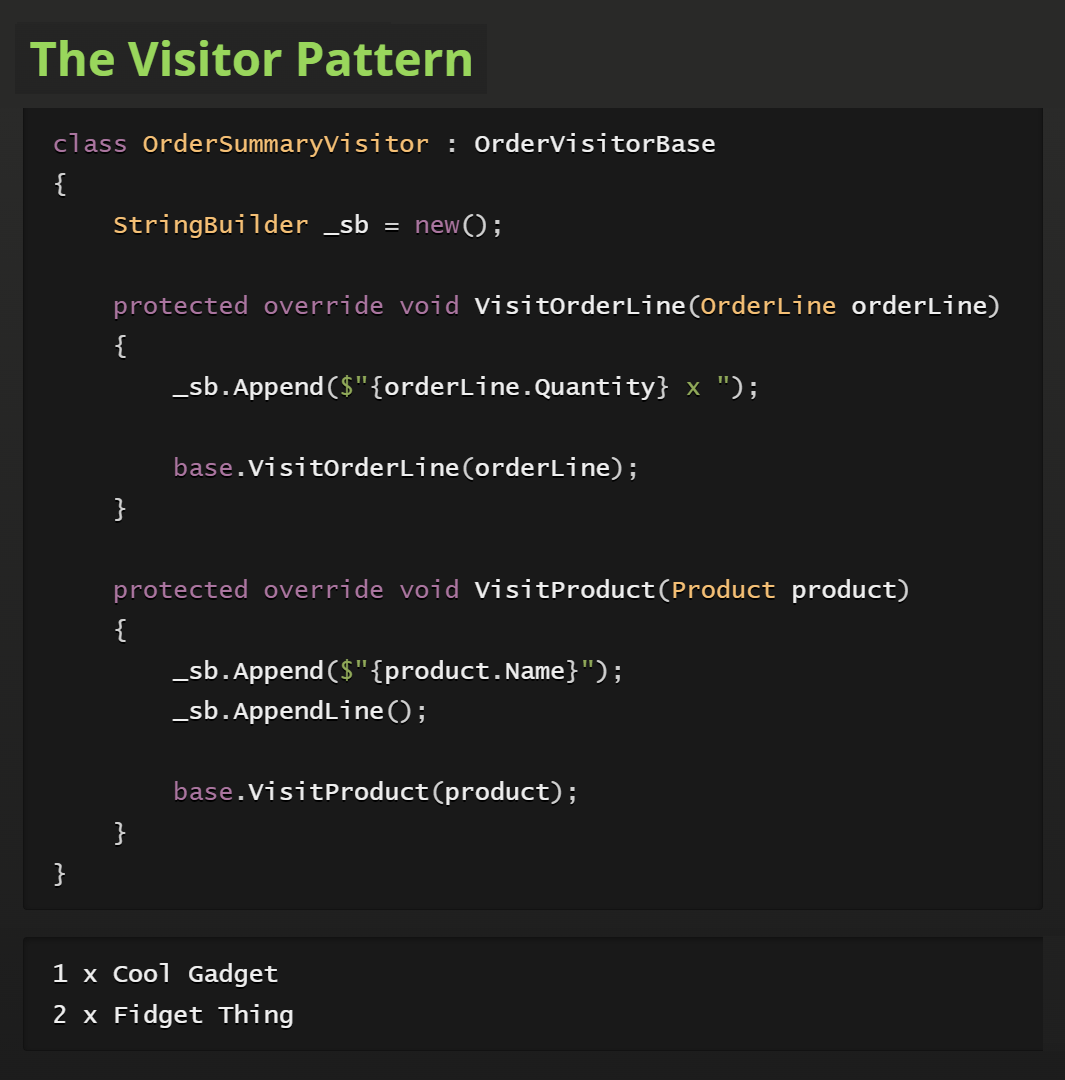 The Visitor Pattern
class OrderSummaryVisitor : OrderVisitorBase
{
    StringBuilder _sb = new();

    protected override void VisitOrderLine(OrderLine orderLine)
    {
        _sb.Append($"{orderLine.Quantity} x ");

        base.VisitOrderLine(orderLine);
    }

    protected override void VisitProduct(Product product)
    {
        _sb.Append($"{product.Name}");
        _sb.AppendLine();

        base.VisitProduct(product);
    }
}
1 x Cool Gadget
2 x Fidget Thing